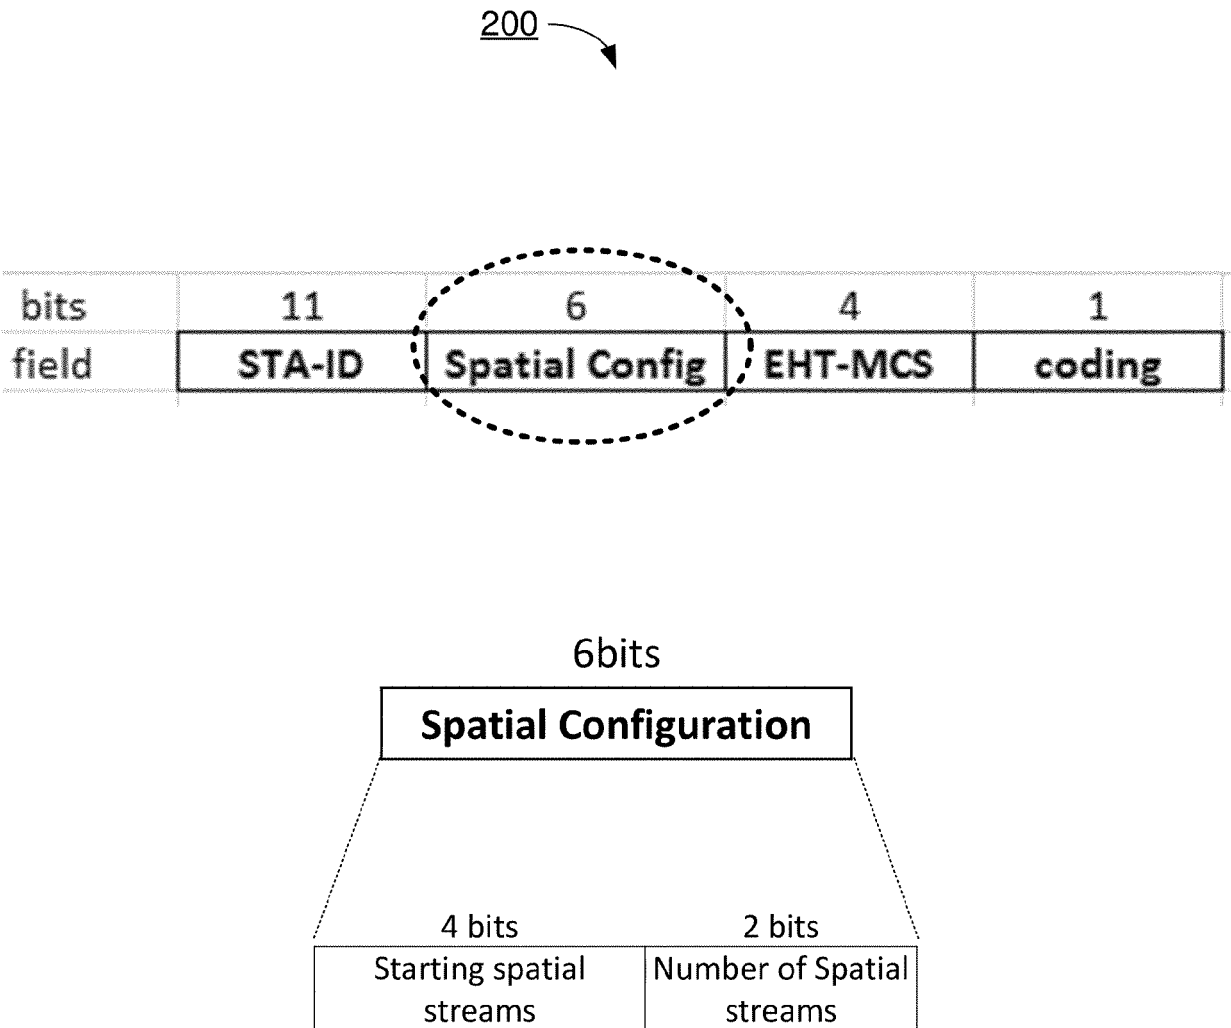 200
bits 11 6 4 1
field STA-ID Spatial Config EHT-MCS coding
6bits
Spatial Configuration
4 bits 2 bits
Starting spatial Number of Spatial
streams streams